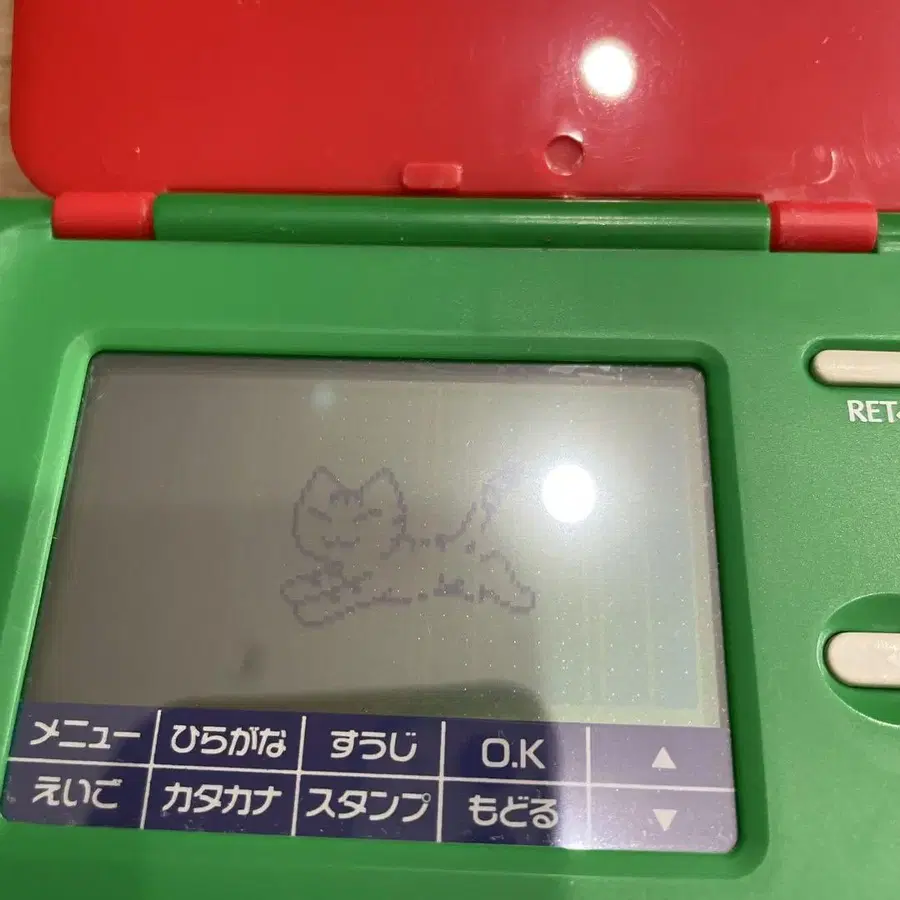 RET
メニュー ひらがな すうじ O.K ▲
えいご カタカナ スタンプ もどる ▼